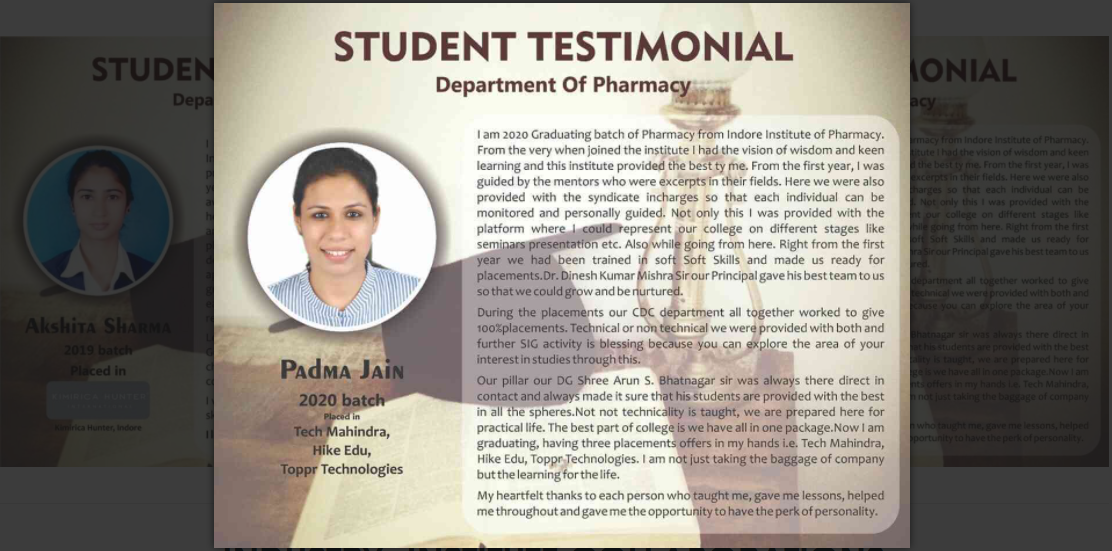 STUDENT TESTIMONIAL
Department Of Pharmacy
I am 2020 Graduating batch of Pharmacy from Indore Institute of Pharmacy.
From the very when joined the institute I had the vision of wisdom and keen
learning and this institute provided the best ty me. From the first year, I was
guided by the mentors who were excerpts in their fields. Here we were also
provided with the syndicate incharges so that each individual can be
monitored and personally guided. Not only this I was provided with the
platform where I could represent our college on different stages like
seminars presentation etc. Also while going from here. Right from the first
year we had been trained in soft Soft Skills and made us ready for
placements.Dr. Dinesh Kumar Mishra Sir our Principal gave his best team to us
so that we could grow and be nurtured.
During the placements our CDC department all together worked to give
100%placements. Technical or non technical we were provided with both and
further SIG activity is blessing because you can explore the area of your
interest in studies through this.
Our pillar our DG Shree Arun S. Bhatnagar sir was always there direct in
contact and always made it sure that his students are provided with the best
in all the spheres.Not not technicality is taught, we are prepared here for
practical life. The best part of college is we have all in one package.Now I am
graduating, having three placements offers in my hands i.e. Tech Mahindra,
Hike Edu, Toppr Technologies. I am not just taking the baggage of company
but the learning for the life.
My heartfelt thanks to each person who taught me, gave me lessons, helped
me throughout and gave me the opportunity to have the perk of personality.
Padma Jain
2020 batch
Placed in
Tech Mahindra,
Hike Edu,
Toppr Technologies
STUDEN
Depa
Akshita Sharma
2019 batch
Placed in
KIMIRICA HUNTER
Kimirica Hunter, Indore
MONIAL
acy